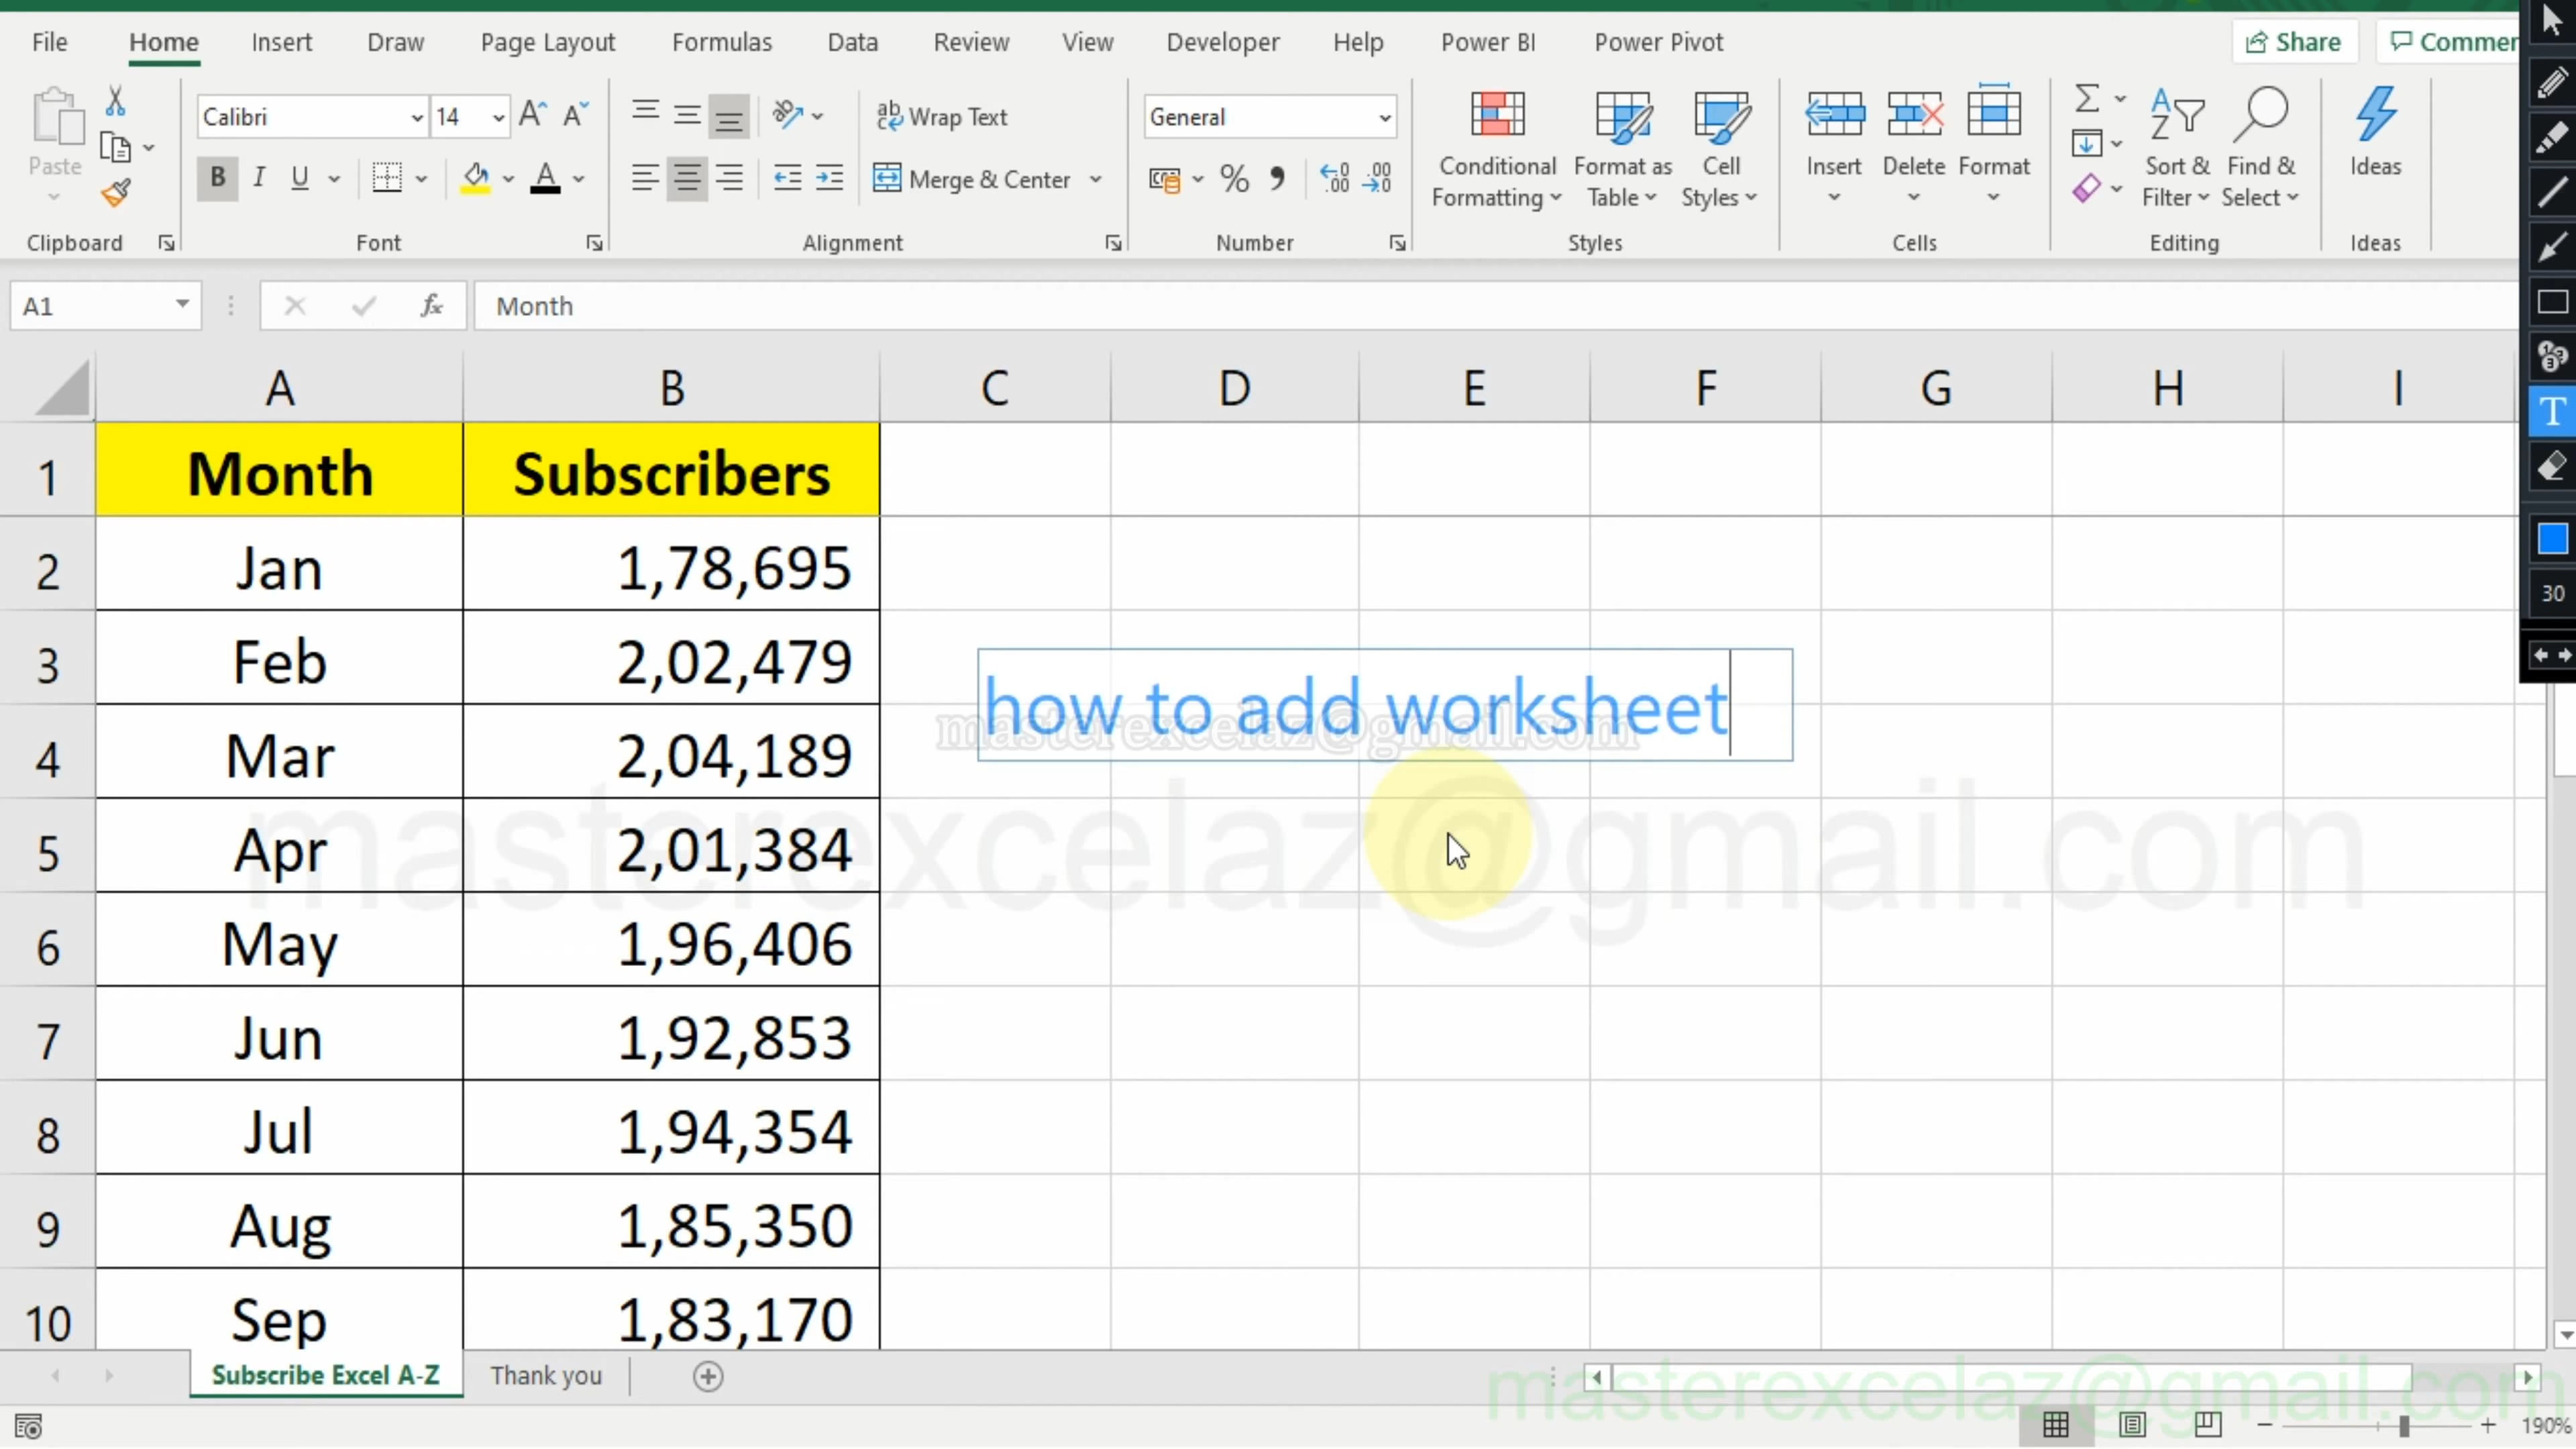 File Home Insert Draw Page Layout Formulas Data Review View Developer Help Power BI Power Pivot Share
Calibri 14 Wrap Text General
Paste Merge & Center Conditional Formatting Format as Table Cell Styles Insert Delete Format Sort & Filter Find & Select Ideas
Clipboard Font Alignment Number Styles Cells Editing Ideas
A1 fx Month
A B C D E F G H I
1 Month Subscribers
2 Jan 1,78,695
3 Feb 2,02,479
how to add worksheet
masterexcelaz@gmail.com
4 Mar 2,04,189
masterexcelaz@gmail.com
5 Apr 2,01,384
6 May 1,96,406
7 Jun 1,92,853
8 Jul 1,94,354
9 Aug 1,85,350
10 Sep 1,83,170
Subscribe Excel A-Z Thank you
masterexcelaz@gmail.com
190%
T
30